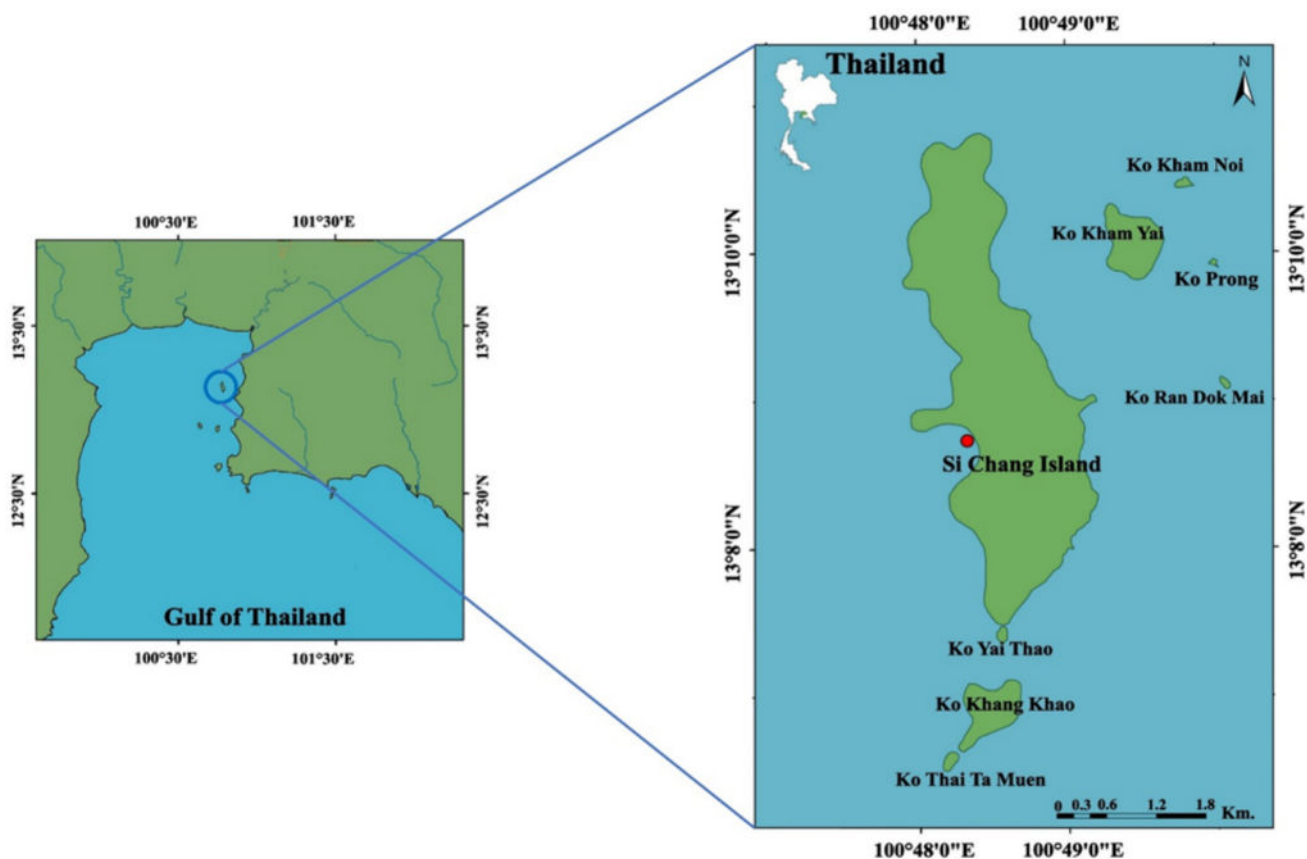 100°30'E 101°30'E
13°30'N
13°30'N
12°30'N
12°30'N
Gulf of Thailand
100°30'E 101°30'E
100°48'0"E 100°49'0"E
Thailand
N
Ko Kham Noi
Ko Kham Yai
Ko Prong
13°10'0"N
13°10'0"N
Ko Ran Dok Mai
Si Chang Island
13°8'0"N
13°8'0"N
Ko Yai Thao
Ko Khang Khao
Ko Thai Ta Muen
0 0.3 0.6 1.2 1.8
Km.
100°48'0"E 100°49'0"E